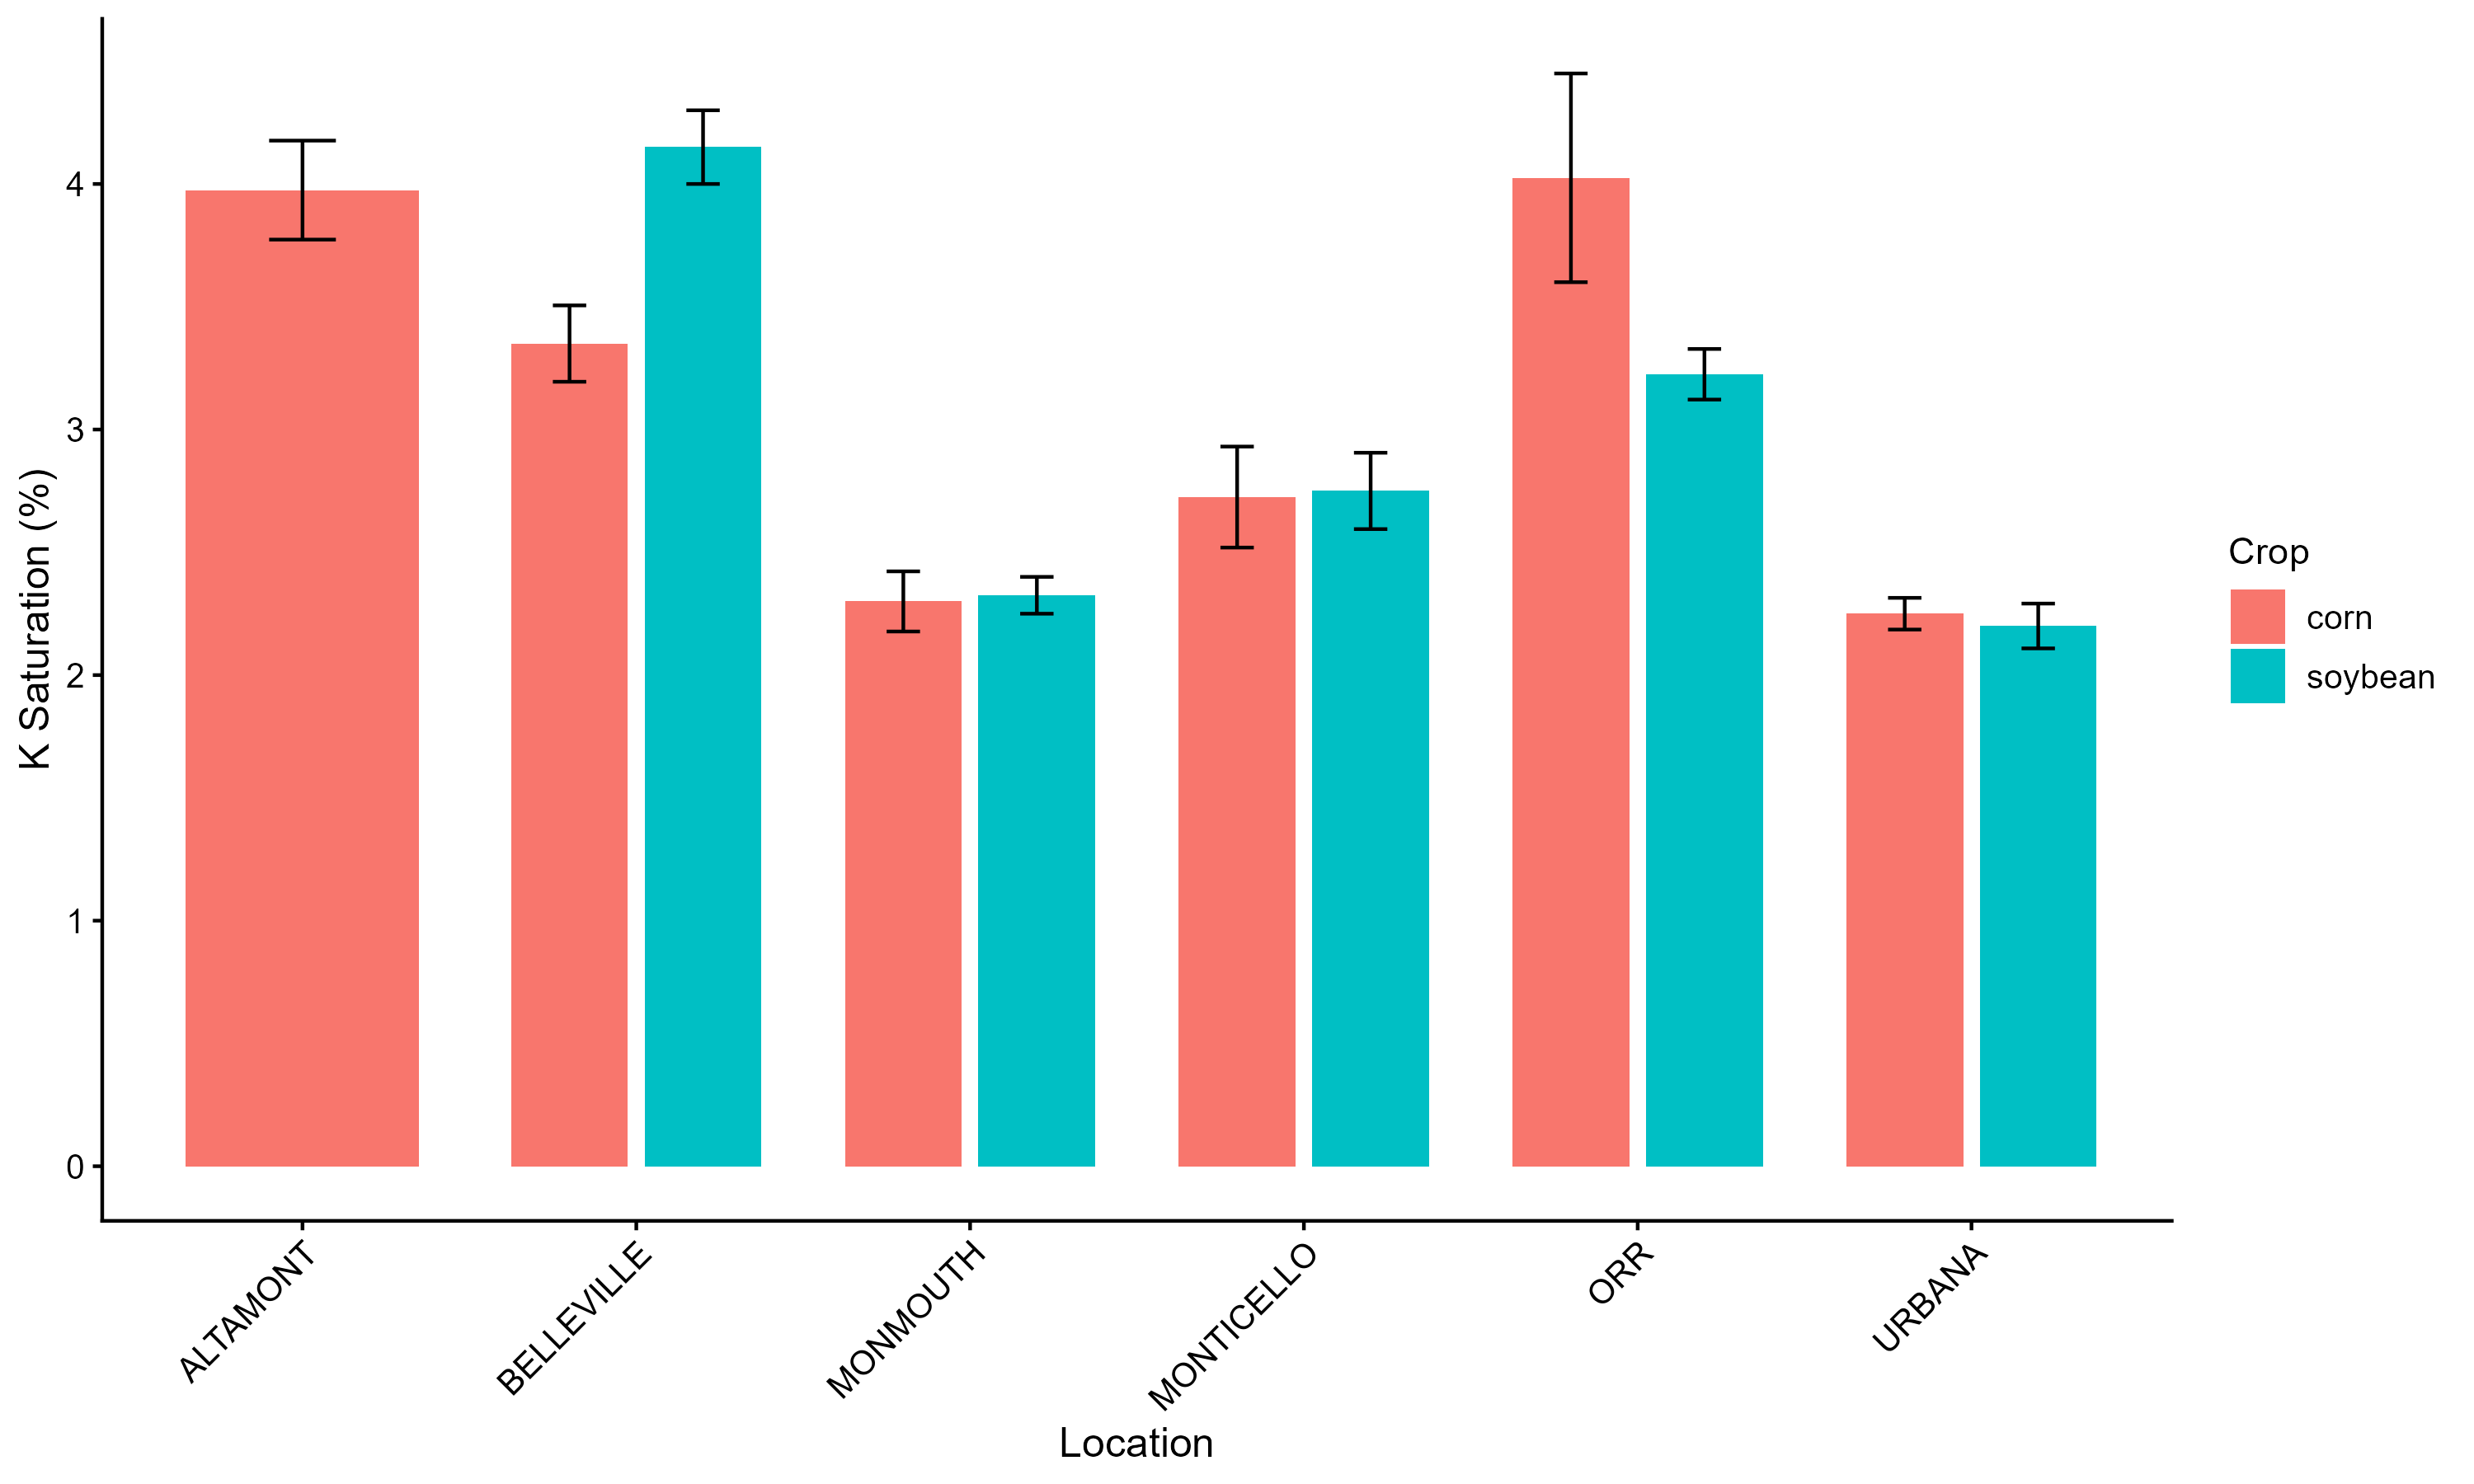 K Saturation (%)
4
3
2
1
0
ALTAMONT
BELLEVILLE
MONMOUTH
MONTICELLO
ORR
URBANA
Location
Crop
corn
soybean